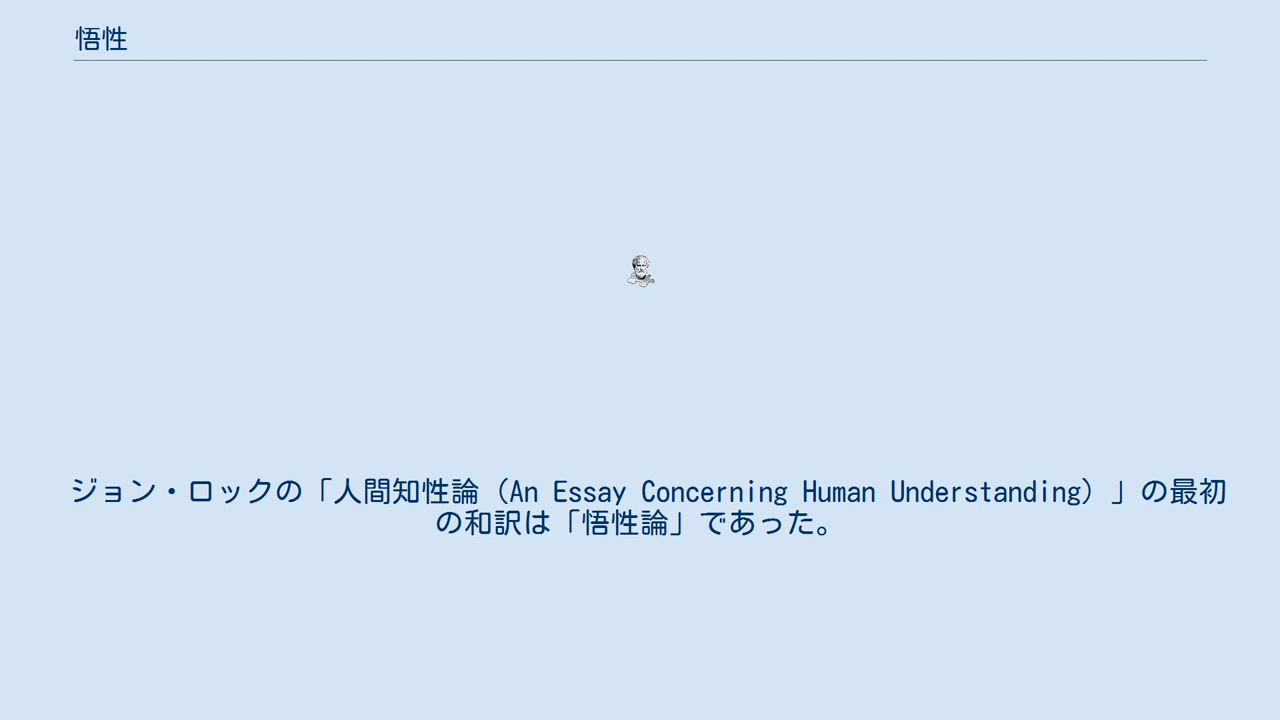 悟性
ジョン・ロックの「人間知性論（An Essay Concerning Human Understanding）」の最初
の和訳は「悟性論」であった。